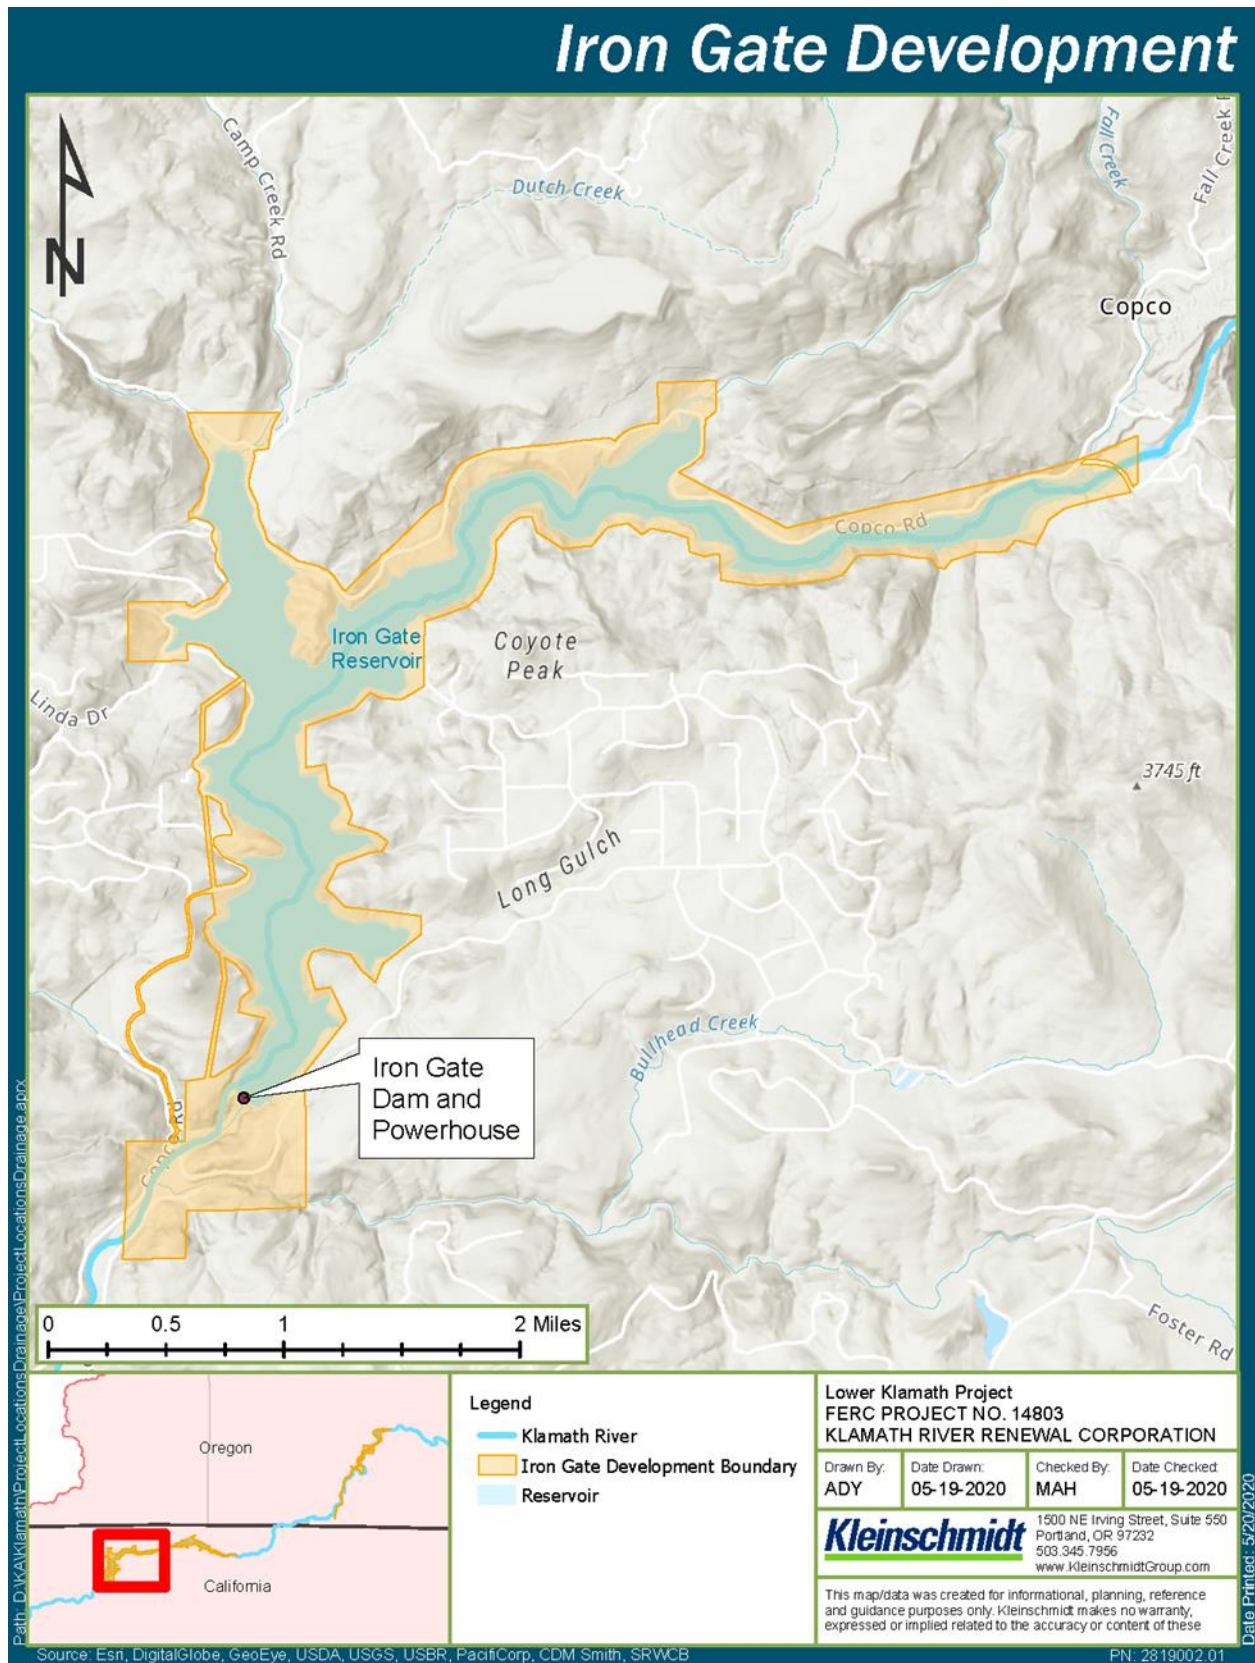 Iron Gate Development
Camp Creek Rd
Dutch Creek
Fall Creek
Fall Creek
N
Copco
Copco Rd
Iron Gate
Reservoir
Coyote
Peak
Linda Dr
3745 ft
Long Gulch
Bullhead Creek
Iron Gate
Dam and
Powerhouse
Copco Rd
Foster Rd
0 0.5 1 2 Miles
Oregon
California
Legend
Klamath River
Iron Gate Development Boundary
Reservoir
Lower Klamath Project
FERC PROJECT NO. 14803
KLAMATH RIVER RENEWAL CORPORATION
Drawn By: Date Drawn: Checked By: Date Checked:
ADY 05-19-2020 MAH 05-19-2020
Kleinschmidt
1500 NE Irving Street, Suite 550
Portland, OR 97232
503.345.7956
www.KleinschmidtGroup.com
This map/data was created for informational, planning, reference
and guidance purposes only. Kleinschmidt makes no warranty,
expressed or implied related to the accuracy or content of these
Path: D:\KA\Klamath\ProjectLocationsDrainage\ProjectLocationsDrainage.aprx
Date Printed: 5/20/2020
Source: Esri, DigitalGlobe, GeoEye, USDA, USGS, USBR, PacifiCorp, CDM Smith, SRWCB
PN: 2819002.01